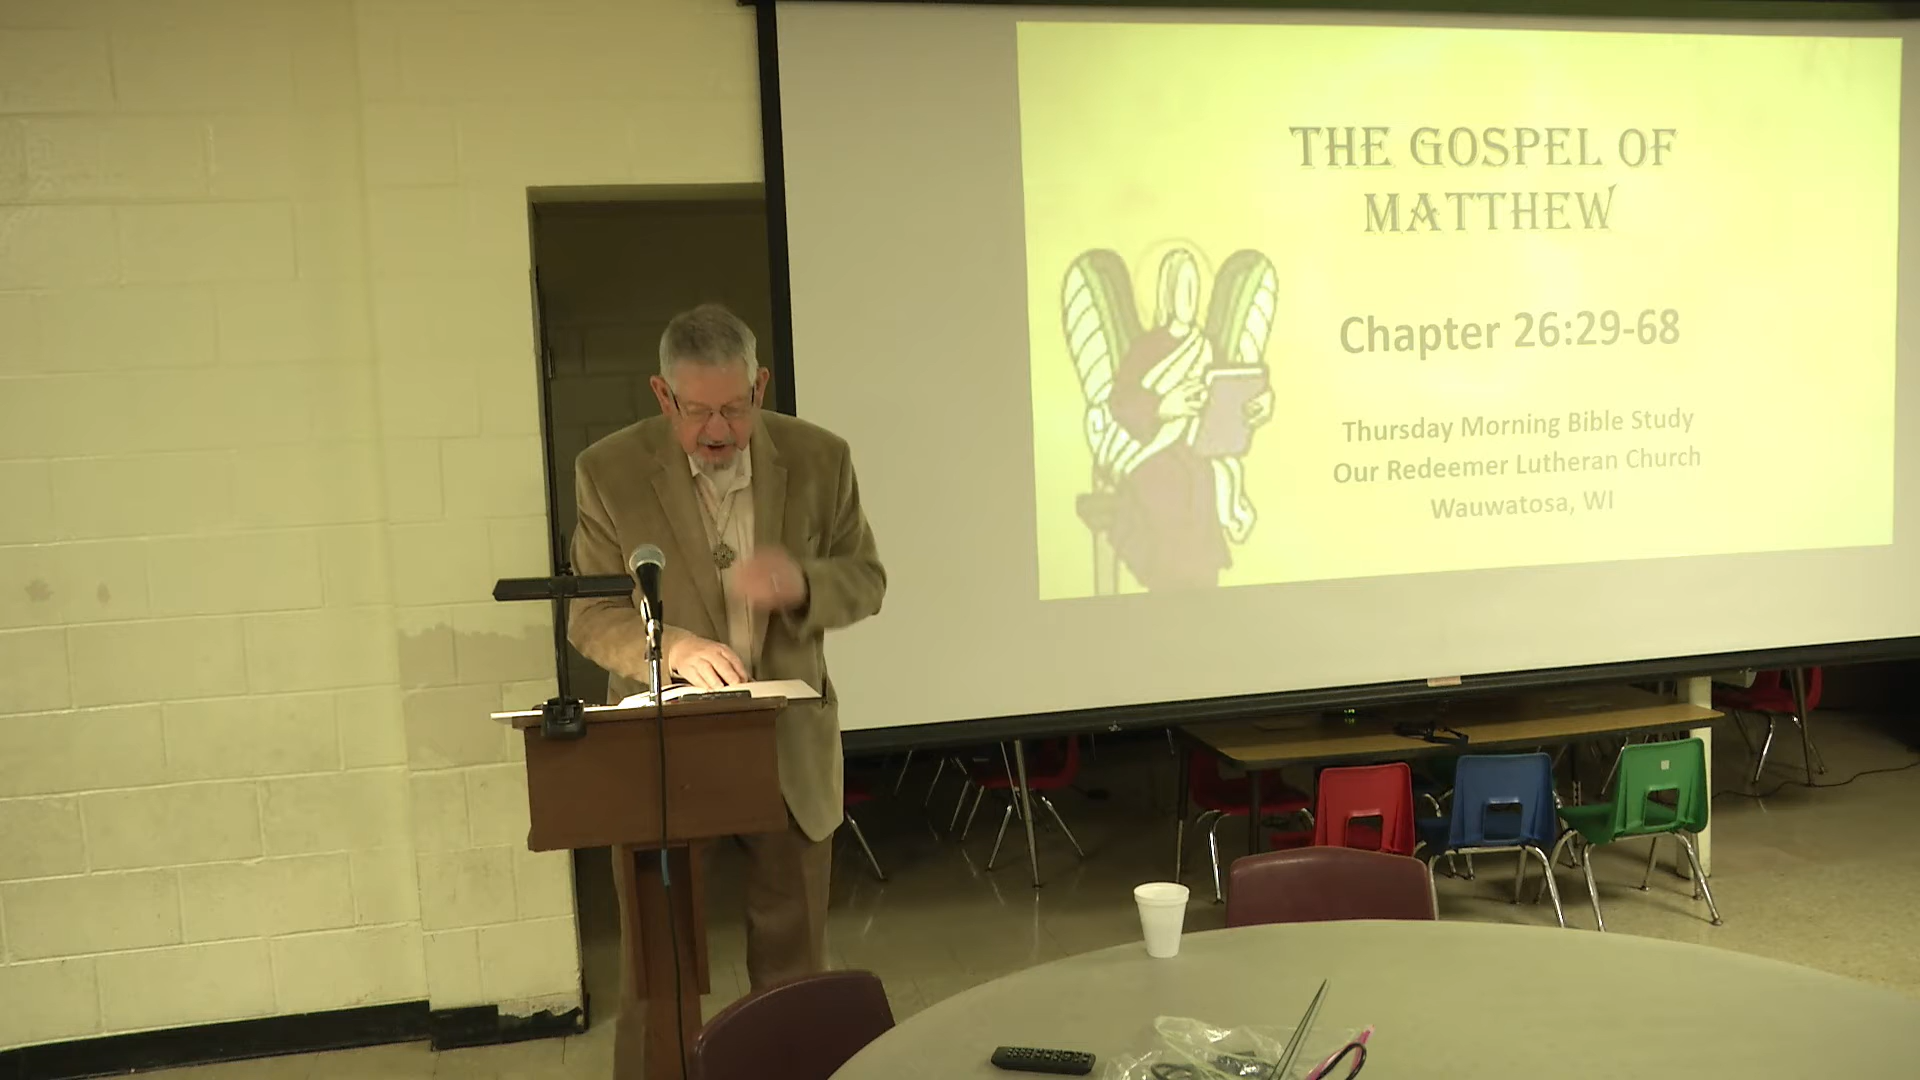 THE GOSPEL OF
MATTHEW
Chapter 26:29-68
Thursday Morning Bible Study
Our Redeemer Lutheran Church
Wauwatosa, WI